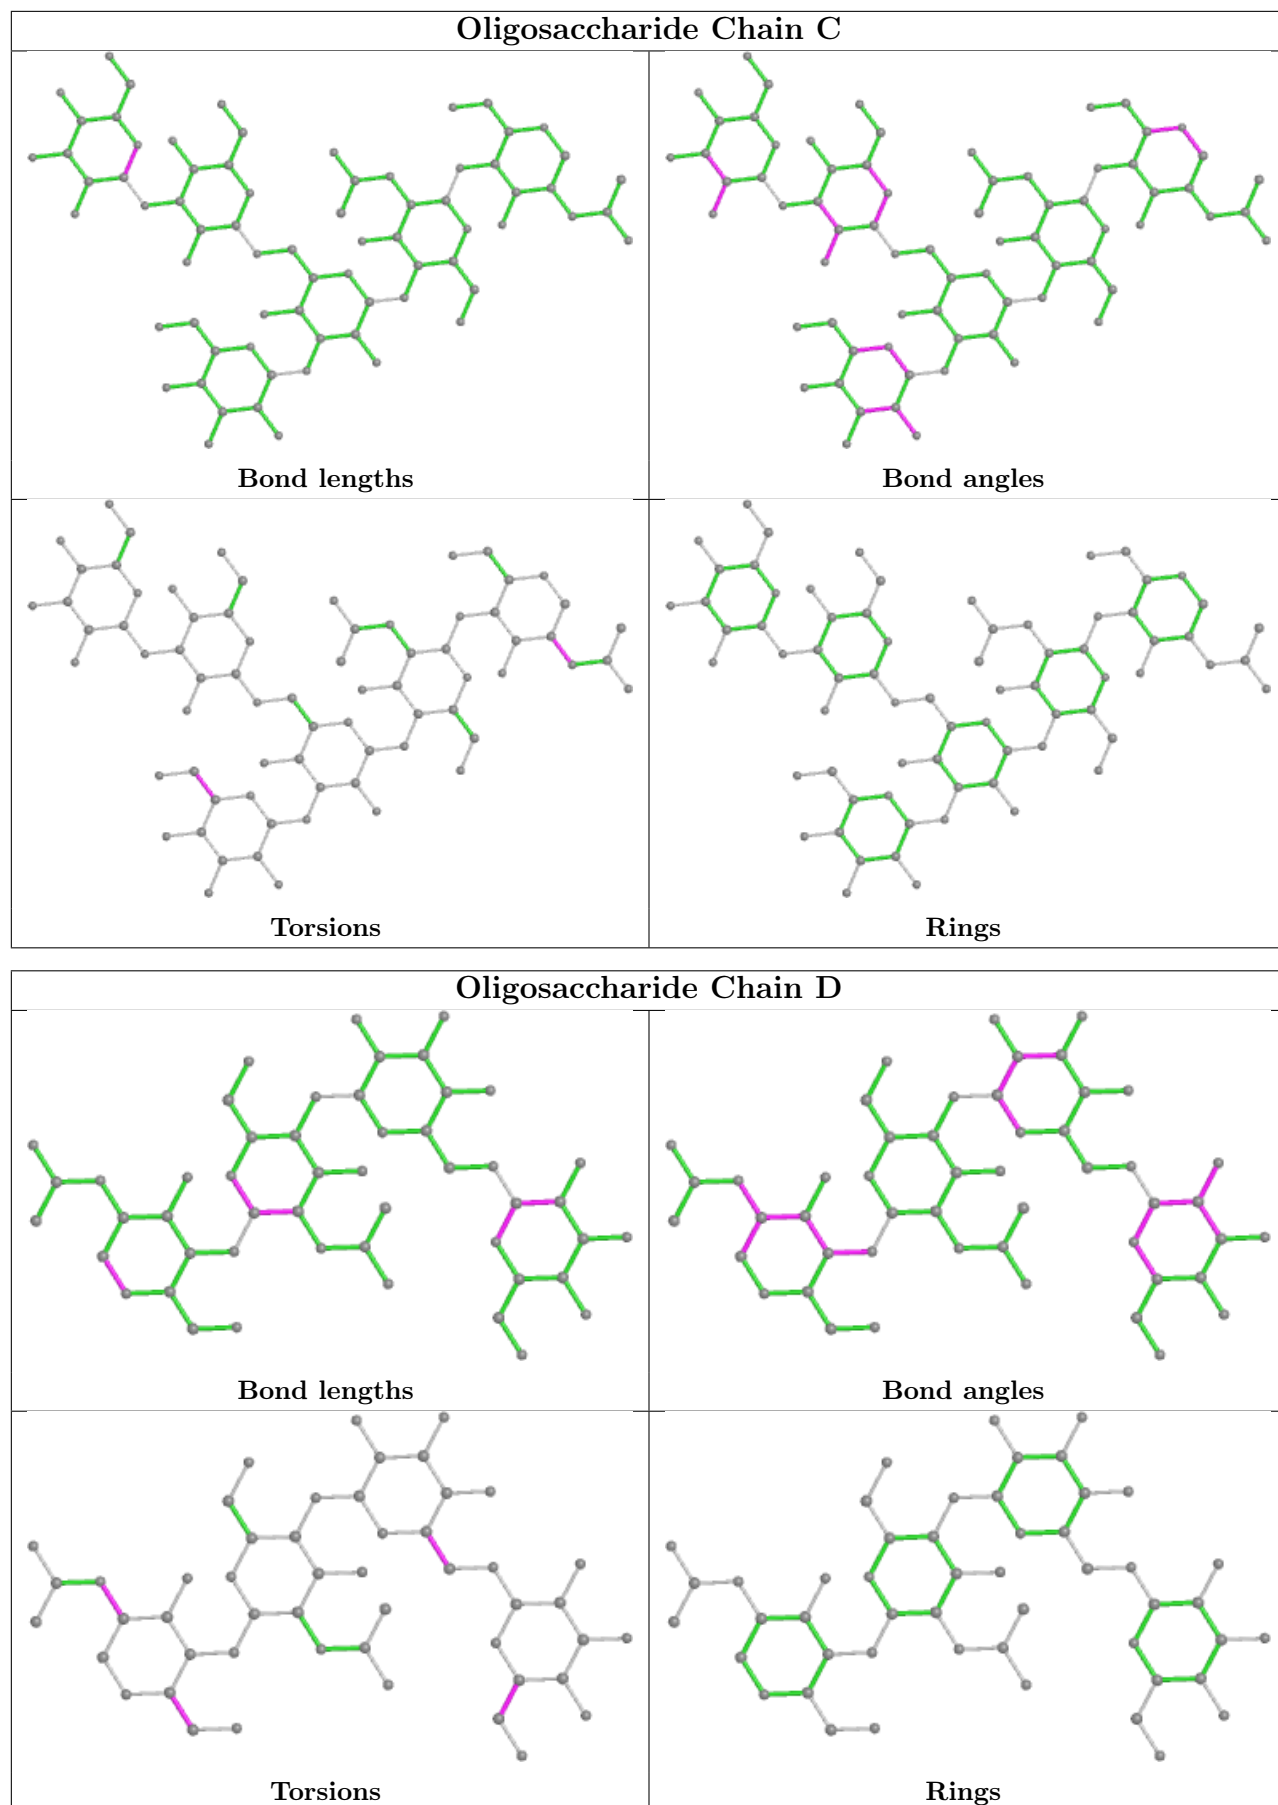 Oligosaccharide Chain C
Bond lengths
Bond angles
Torsions
Rings
Oligosaccharide Chain D
Bond lengths
Bond angles
Torsions
Rings